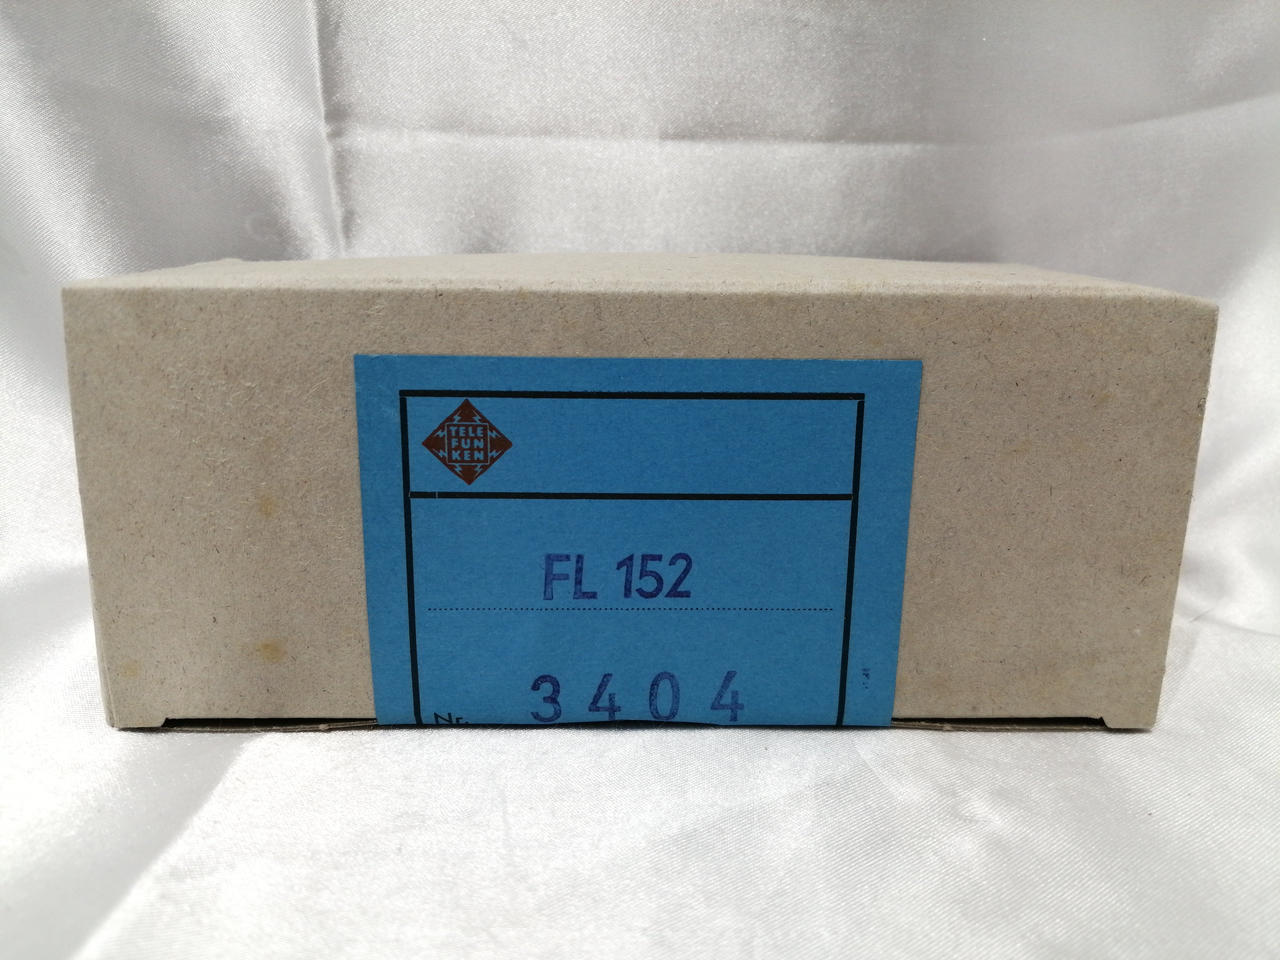 TELE
FUN
KEN
FL 152
Nr. 3404